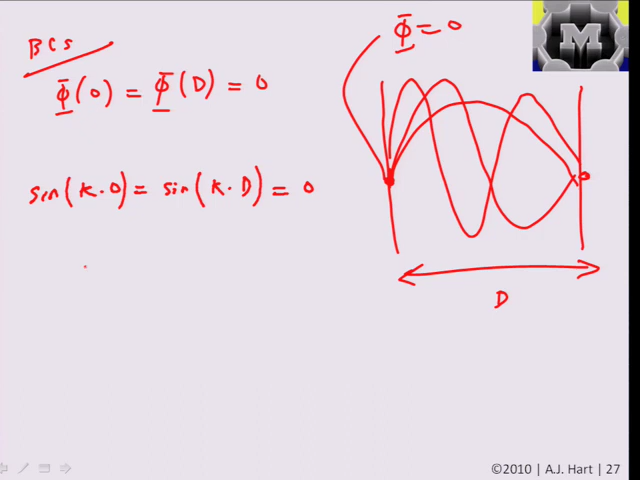 BCS
Φ(0) = Φ(D) = 0
sin(k·0) = sin(k·D) = 0
Φ = 0
D
M
©2010 | A.J. Hart | 27